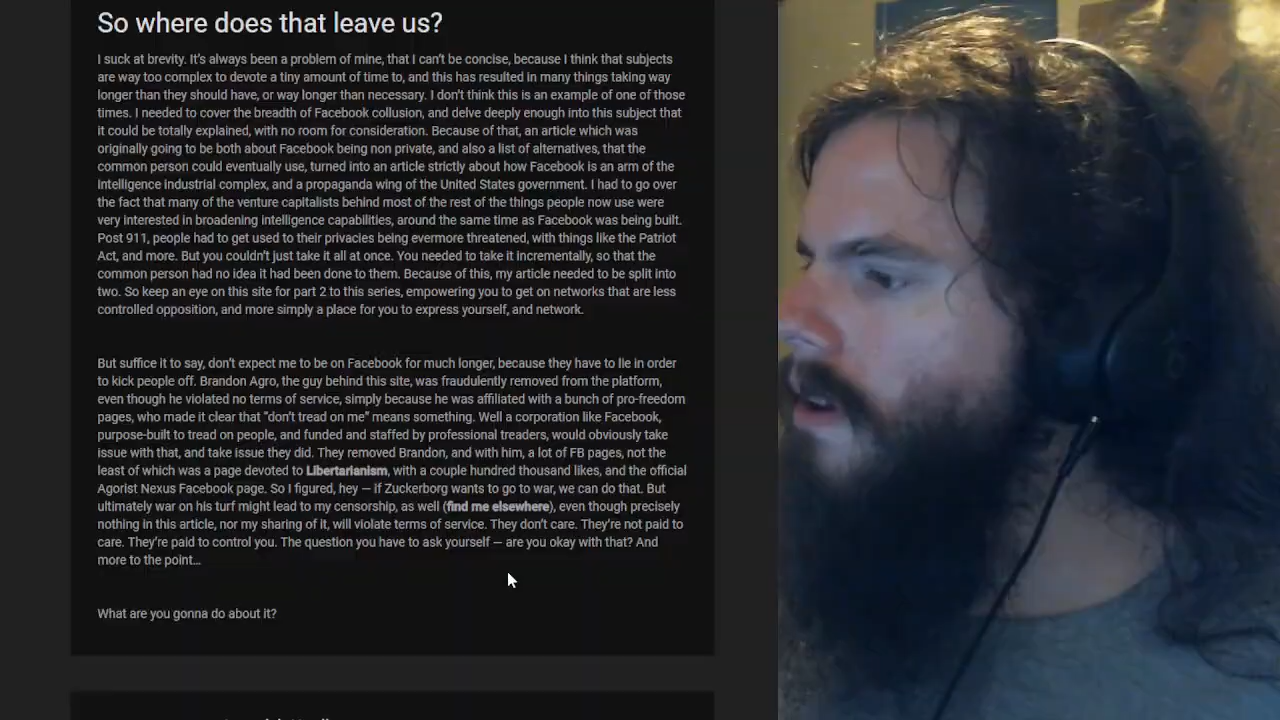 So where does that leave us?
I suck at brevity. It's always been a problem of mine, that I can't be concise, because I think that subjects
are way too complex to devote a tiny amount of time to, and this has resulted in many things taking way
longer than they should have, or way longer than necessary. I don't think this is an example of one of those
times. I needed to cover the breadth of Facebook collusion, and delve deeply enough into this subject that
it could be totally explained, with no room for consideration. Because of that, an article which was
originally going to be both about Facebook being non private, and also a list of alternatives, that the
common person could eventually use, turned into an article strictly about how Facebook is an arm of the
intelligence industrial complex, and a propaganda wing of the United States government. I had to go over
the fact that many of the venture capitalists behind most of the rest of the things people now use were
very interested in broadening intelligence capabilities, around the same time as Facebook was being built.
Post 911, people had to get used to their privacies being evermore threatened, with things like the Patriot
Act, and more. But you couldn't just take it all at once. You needed to take it incrementally, so that the
common person had no idea it had been done to them. Because of this, my article needed to be split into
two. So keep an eye on this site for part 2 to this series, empowering you to get on networks that are less
controlled opposition, and more simply a place for you to express yourself, and network.
But suffice it to say, don't expect me to be on Facebook for much longer, because they have to lie in order
to kick people off. Brandon Agro, the guy behind this site, was fraudulently removed from the platform,
even though he violated no terms of service, simply because he was affiliated with a bunch of pro-freedom
pages, who made it clear that "don't tread on me" means something. Well a corporation like Facebook,
purpose-built to tread on people, and funded and staffed by professional treaders, would obviously take
issue with that, and take issue they did. They removed Brandon, and with him, a lot of FB pages, not the
least of which was a page devoted to Libertarianism, with a couple hundred thousand likes, and the official
Agorist Nexus Facebook page. So I figured, hey — if Zuckerborg wants to go to war, we can do that. But
ultimately war on his turf might lead to my censorship, as well (find me elsewhere), even though precisely
nothing in this article, nor my sharing of it, will violate terms of service. They don't care. They're not paid to
care. They're paid to control you. The question you have to ask yourself — are you okay with that? And
more to the point…
What are you gonna do about it?